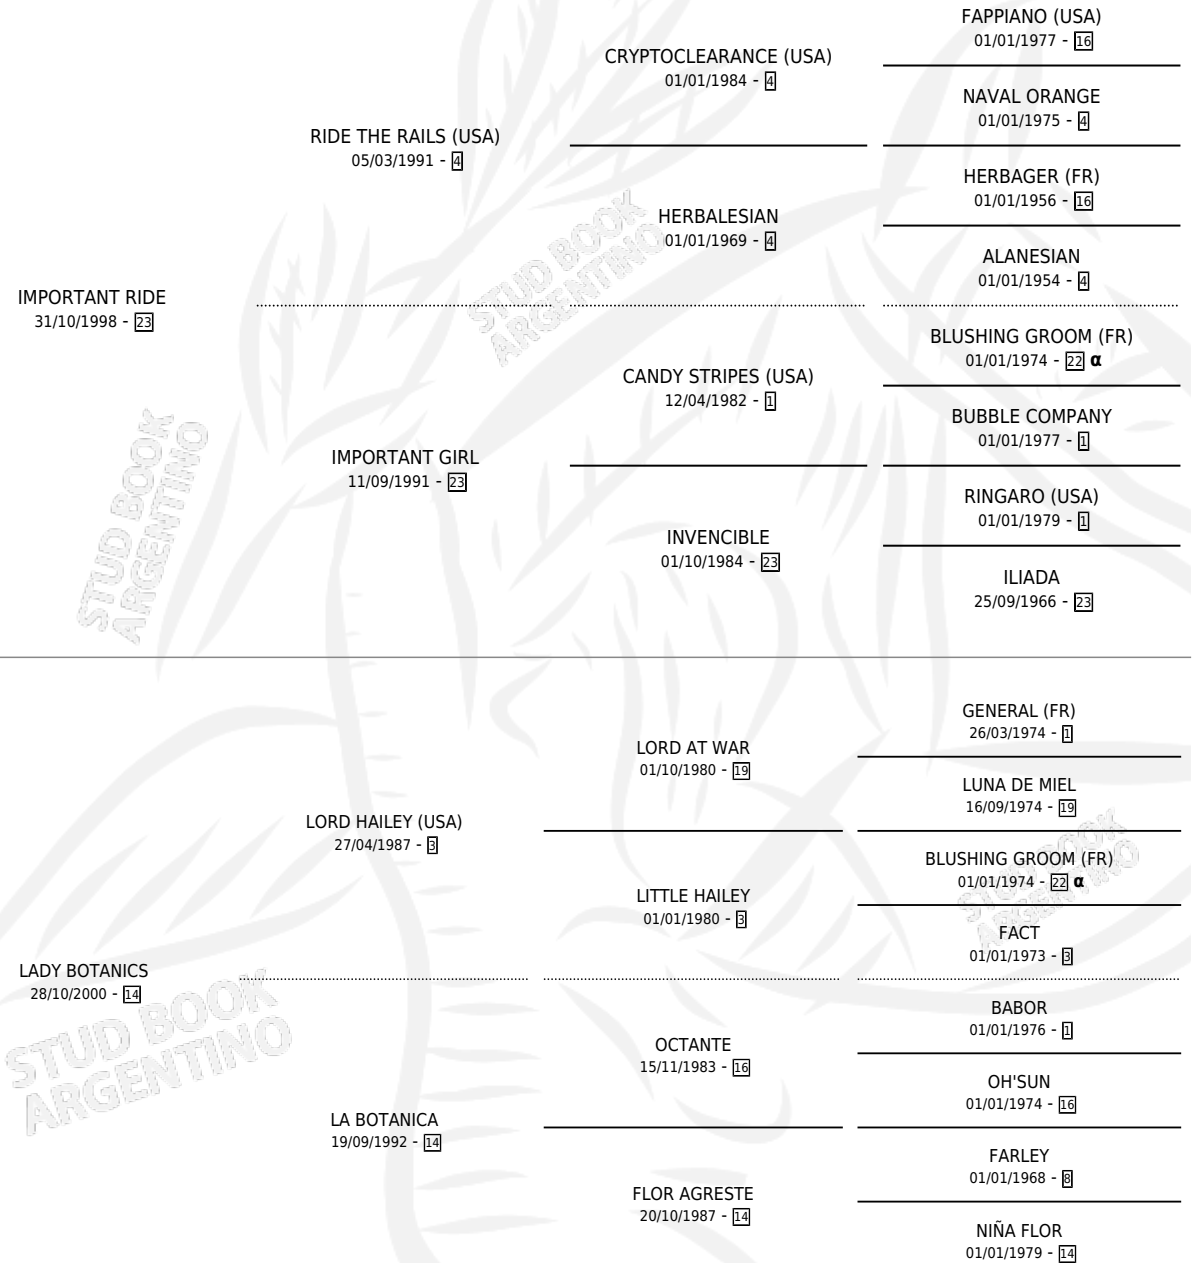 FAPPIANO (USA)
01/01/1977 - 16
CRYPTOCLEARANCE (USA)
01/01/1984 - 4
NAVAL ORANGE
01/01/1975 - 4
RIDE THE RAILS (USA)
05/03/1991 - 4
HERBAGER (FR)
01/01/1956 - 16
HERBALESIAN
01/01/1969 - 4
ALANESIAN
01/01/1954 - 4
IMPORTANT RIDE
31/10/1998 - 23
BLUSHING GROOM (FR)
01/01/1974 - 22 α
CANDY STRIPES (USA)
12/04/1982 - 1
BUBBLE COMPANY
01/01/1977 - 1
IMPORTANT GIRL
11/09/1991 - 23
RINGARO (USA)
01/01/1979 - 1
INVENCIBLE
01/10/1984 - 23
ILIADA
25/09/1966 - 23
GENERAL (FR)
26/03/1974 - 1
LORD AT WAR
01/10/1980 - 19
LUNA DE MIEL
16/09/1974 - 19
LORD HAILEY (USA)
27/04/1987 - 3
BLUSHING GROOM (FR)
01/01/1974 - 22 α
LITTLE HAILEY
01/01/1980 - 3
FACT
01/01/1973 - 3
LADY BOTANICS
28/10/2000 - 14
BABOR
01/01/1976 - 1
OCTANTE
15/11/1983 - 16
OH'SUN
01/01/1974 - 16
LA BOTANICA
19/09/1992 - 14
FARLEY
01/01/1968 - 8
FLOR AGRESTE
20/10/1987 - 14
NIÑA FLOR
01/01/1979 - 14
STUD BOOK
ARGENTINO
STUD BOOK
ARGENTINO
STUD BOOK
ARGENTINO
STUD BOOK
ARGENTINO